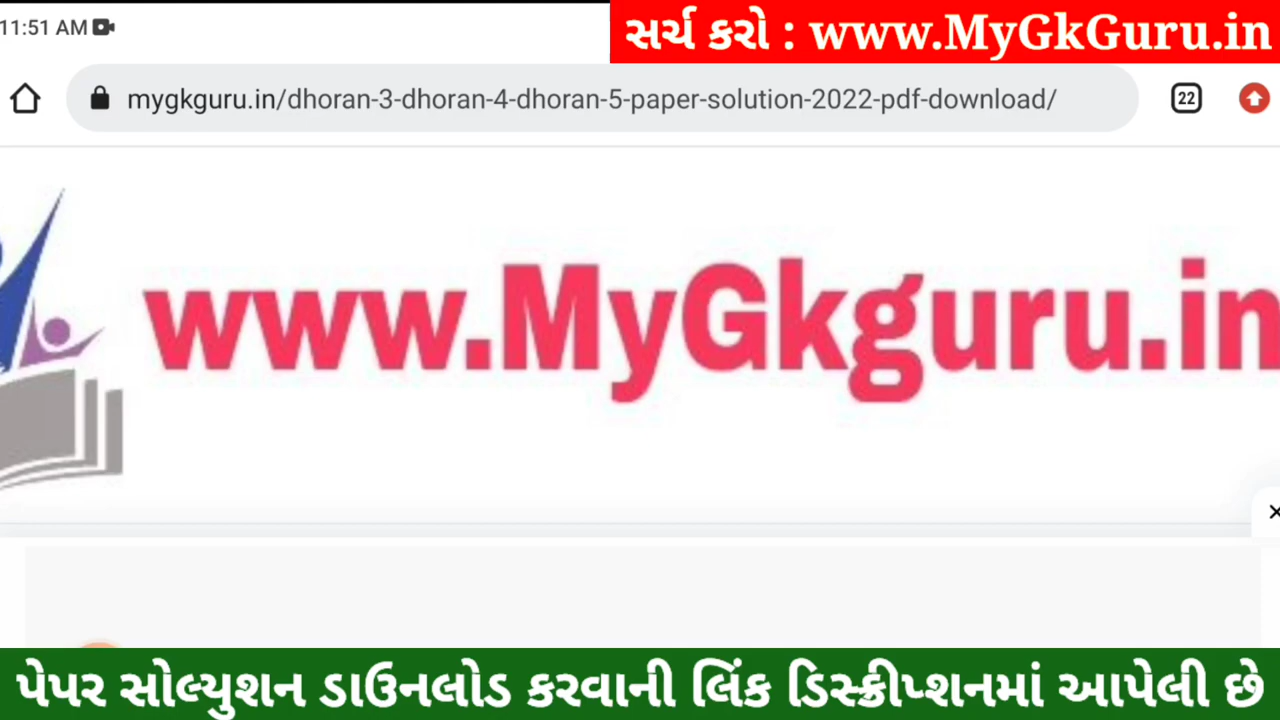 11:51 AM
સર્ચ કરો : www.MyGkGuru.in
mygkguru.in/dhoran-3-dhoran-4-dhoran-5-paper-solution-2022-pdf-download/
22
www.MyGkguru.in
પેપર સોલ્યુશન ડાઉનલોડ કરવાની લિંક ડિસ્ક્રીપ્શનમાં આપેલી છે